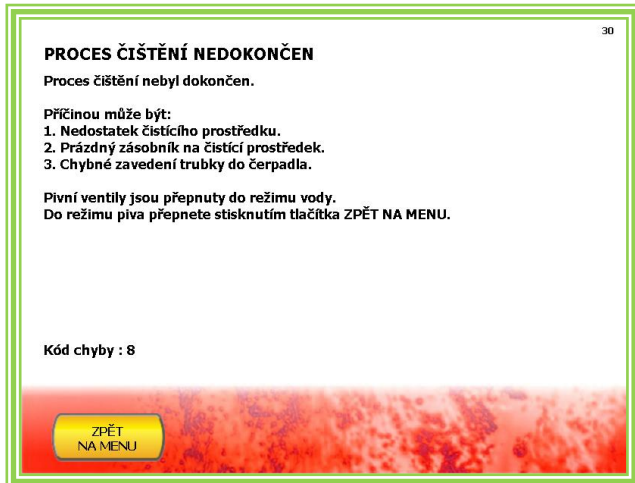 30
PROCES ČIŠTĚNÍ NEDOKONČEN
Proces čištění nebyl dokončen.
Příčinou může být:
1. Nedostatek čistícího prostředku.
2. Prázdný zásobník na čistící prostředek.
3. Chybné zavedení trubky do čerpadla.
Pivní ventily jsou přepnuty do režimu vody.
Do režimu piva přepnete stisknutím tlačítka ZPĚT NA MENU.
Kód chyby : 8
ZPĚT
NA MENU